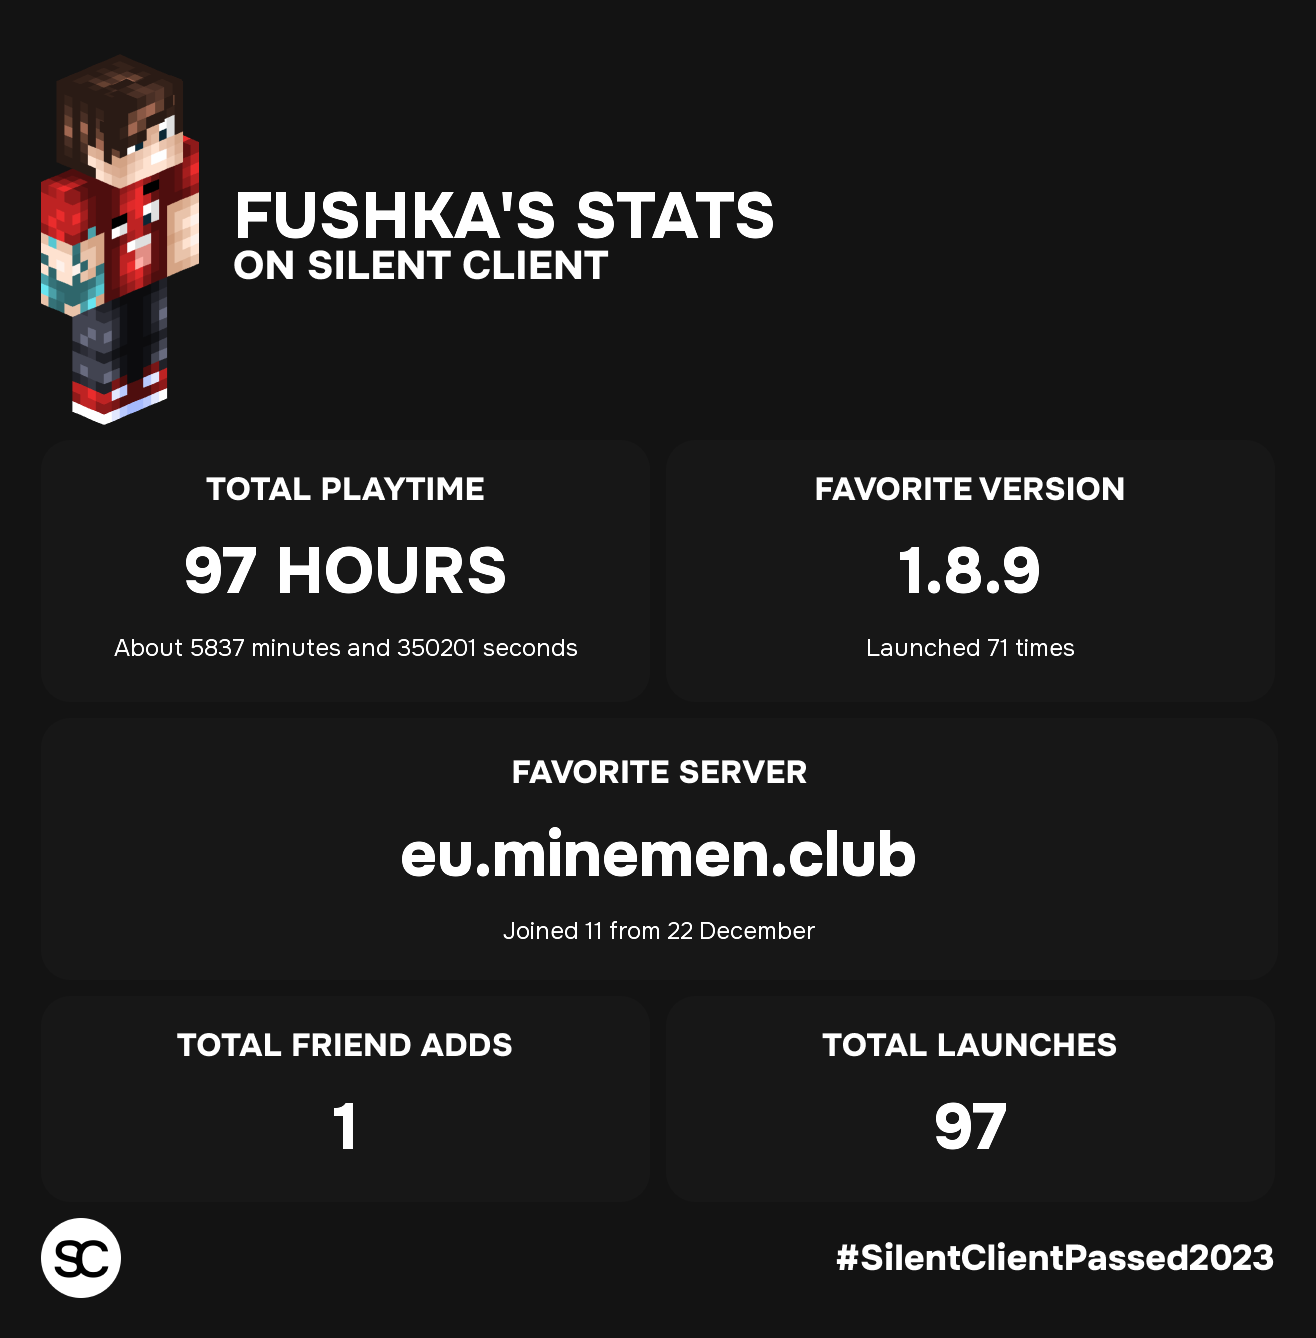 FUSHKA'S STATS
ON SILENT CLIENT
TOTAL PLAYTIME
97 HOURS
About 5837 minutes and 350201 seconds
FAVORITE VERSION
1.8.9
Launched 71 times
FAVORITE SERVER
eu.minemen.club
Joined 11 from 22 December
TOTAL FRIEND ADDS
1
TOTAL LAUNCHES
97
SC
#SilentClientPassed2023